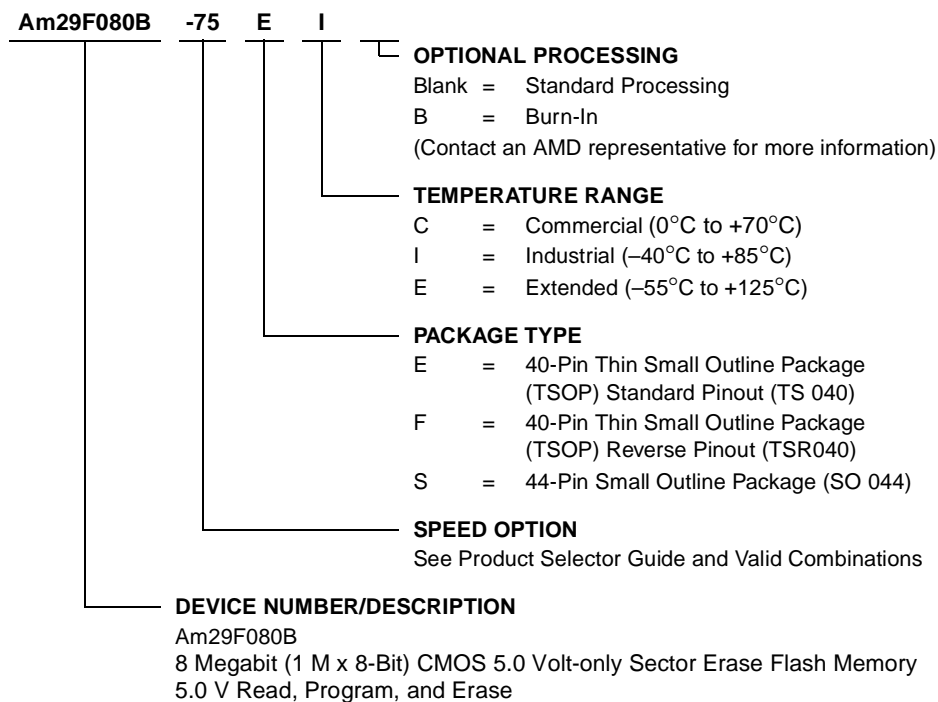 Am29F080B -75 E I
OPTIONAL PROCESSING
Blank = Standard Processing
B = Burn-In
(Contact an AMD representative for more information)
TEMPERATURE RANGE
C = Commercial (0°C to +70°C)
I = Industrial (–40°C to +85°C)
E = Extended (–55°C to +125°C)
PACKAGE TYPE
E = 40-Pin Thin Small Outline Package
(TSOP) Standard Pinout (TS 040)
F = 40-Pin Thin Small Outline Package
(TSOP) Reverse Pinout (TSR040)
S = 44-Pin Small Outline Package (SO 044)
SPEED OPTION
See Product Selector Guide and Valid Combinations
DEVICE NUMBER/DESCRIPTION
Am29F080B
8 Megabit (1 M x 8-Bit) CMOS 5.0 Volt-only Sector Erase Flash Memory
5.0 V Read, Program, and Erase